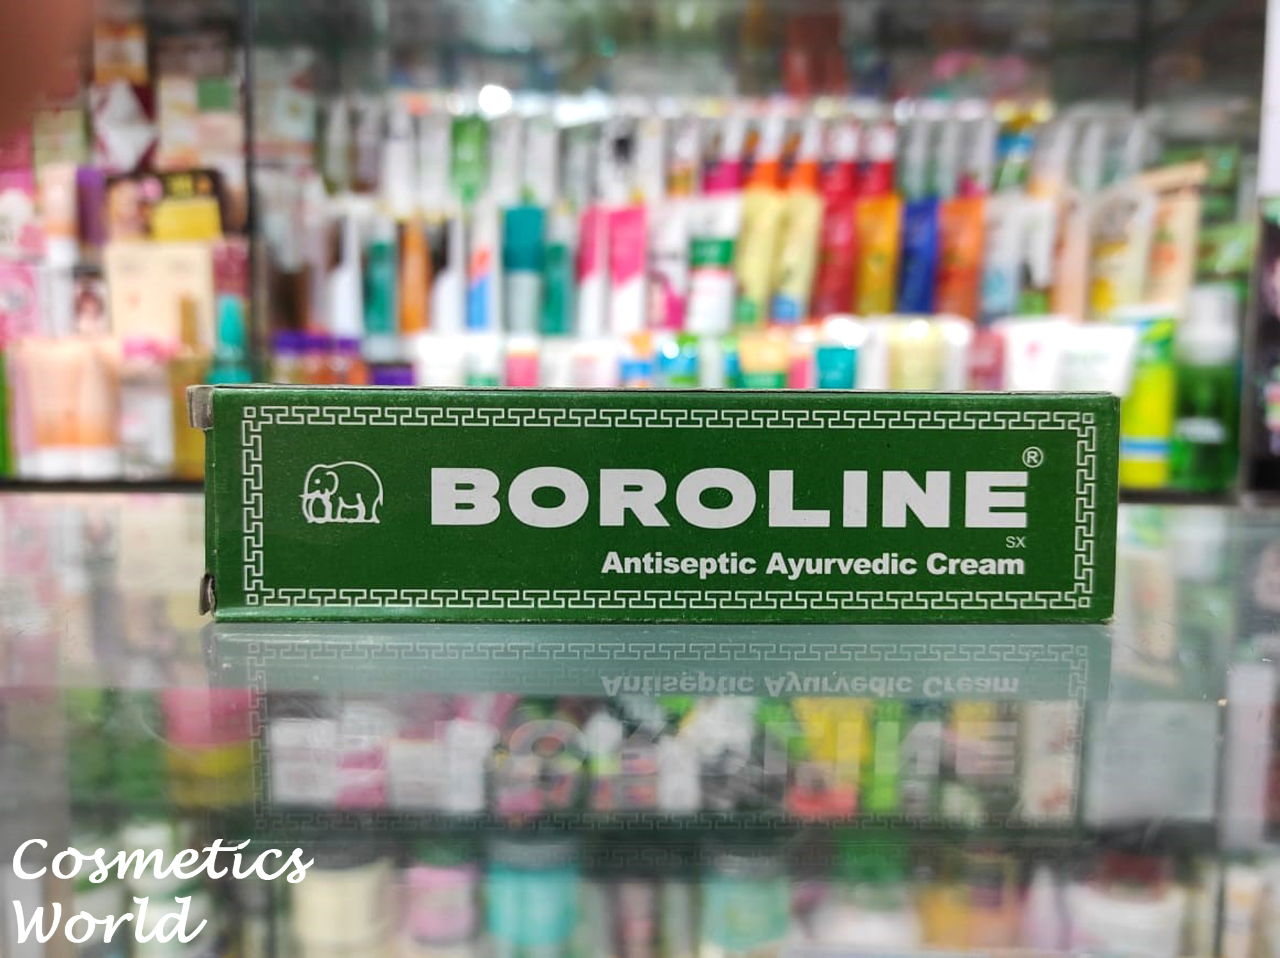 BOROLINE®
SX
Antiseptic Ayurvedic Cream
Cosmetics
World